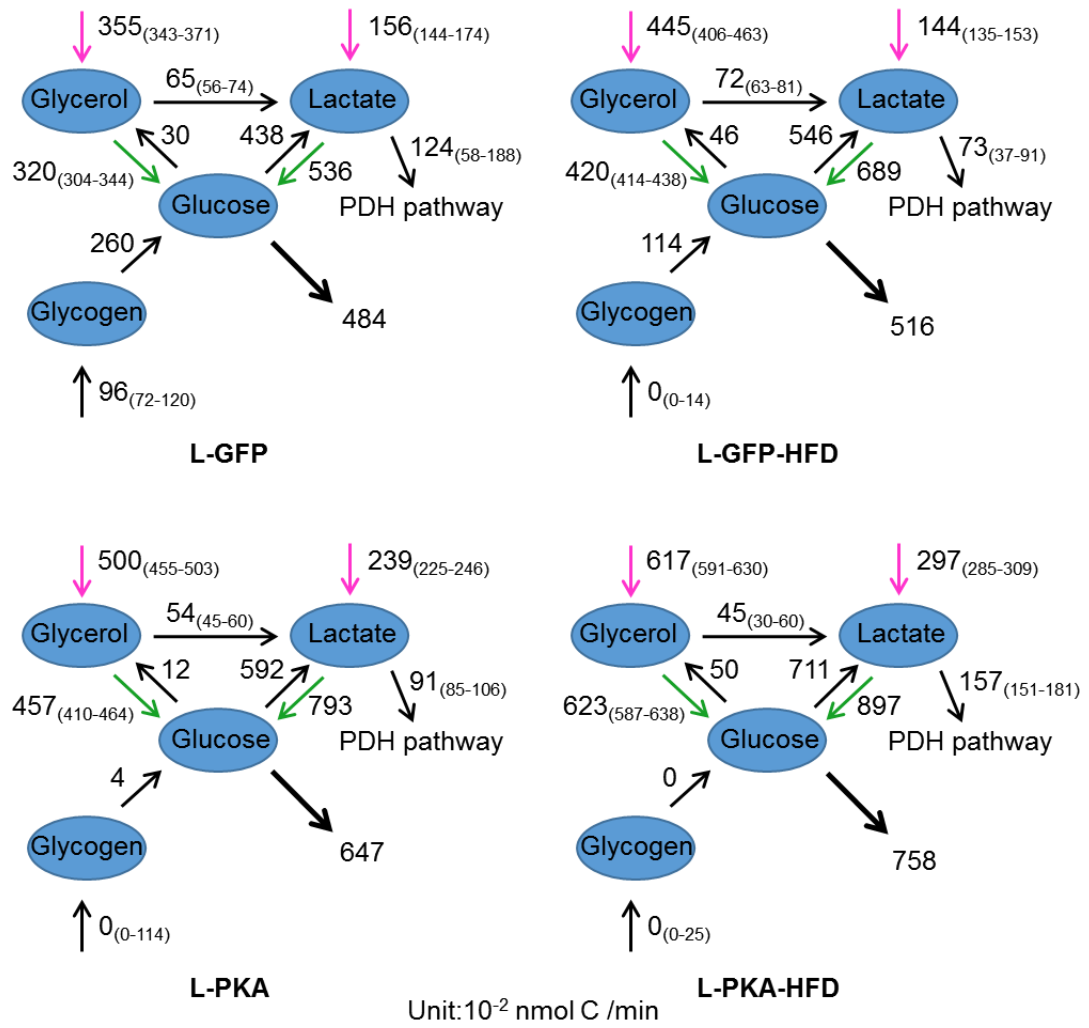 355(343-371)
156(144-174)
65(56-74)
Glycerol
Lactate
30
438
124(58-188)
320(304-344)
536
Glucose
PDH pathway
260
Glycogen
484
96(72-120)
L-GFP
445(406-463)
144(135-153)
72(63-81)
Glycerol
Lactate
46
546
73(37-91)
420(414-438)
689
Glucose
PDH pathway
114
Glycogen
516
0(0-14)
L-GFP-HFD
500(455-503)
239(225-246)
54(45-60)
Glycerol
Lactate
12
592
91(85-106)
457(410-464)
793
Glucose
PDH pathway
4
Glycogen
647
0(0-114)
L-PKA
617(591-630)
297(285-309)
45(30-60)
Glycerol
Lactate
50
711
157(151-181)
623(587-638)
897
Glucose
PDH pathway
0
Glycogen
758
0(0-25)
L-PKA-HFD
Unit:10⁻² nmol C /min